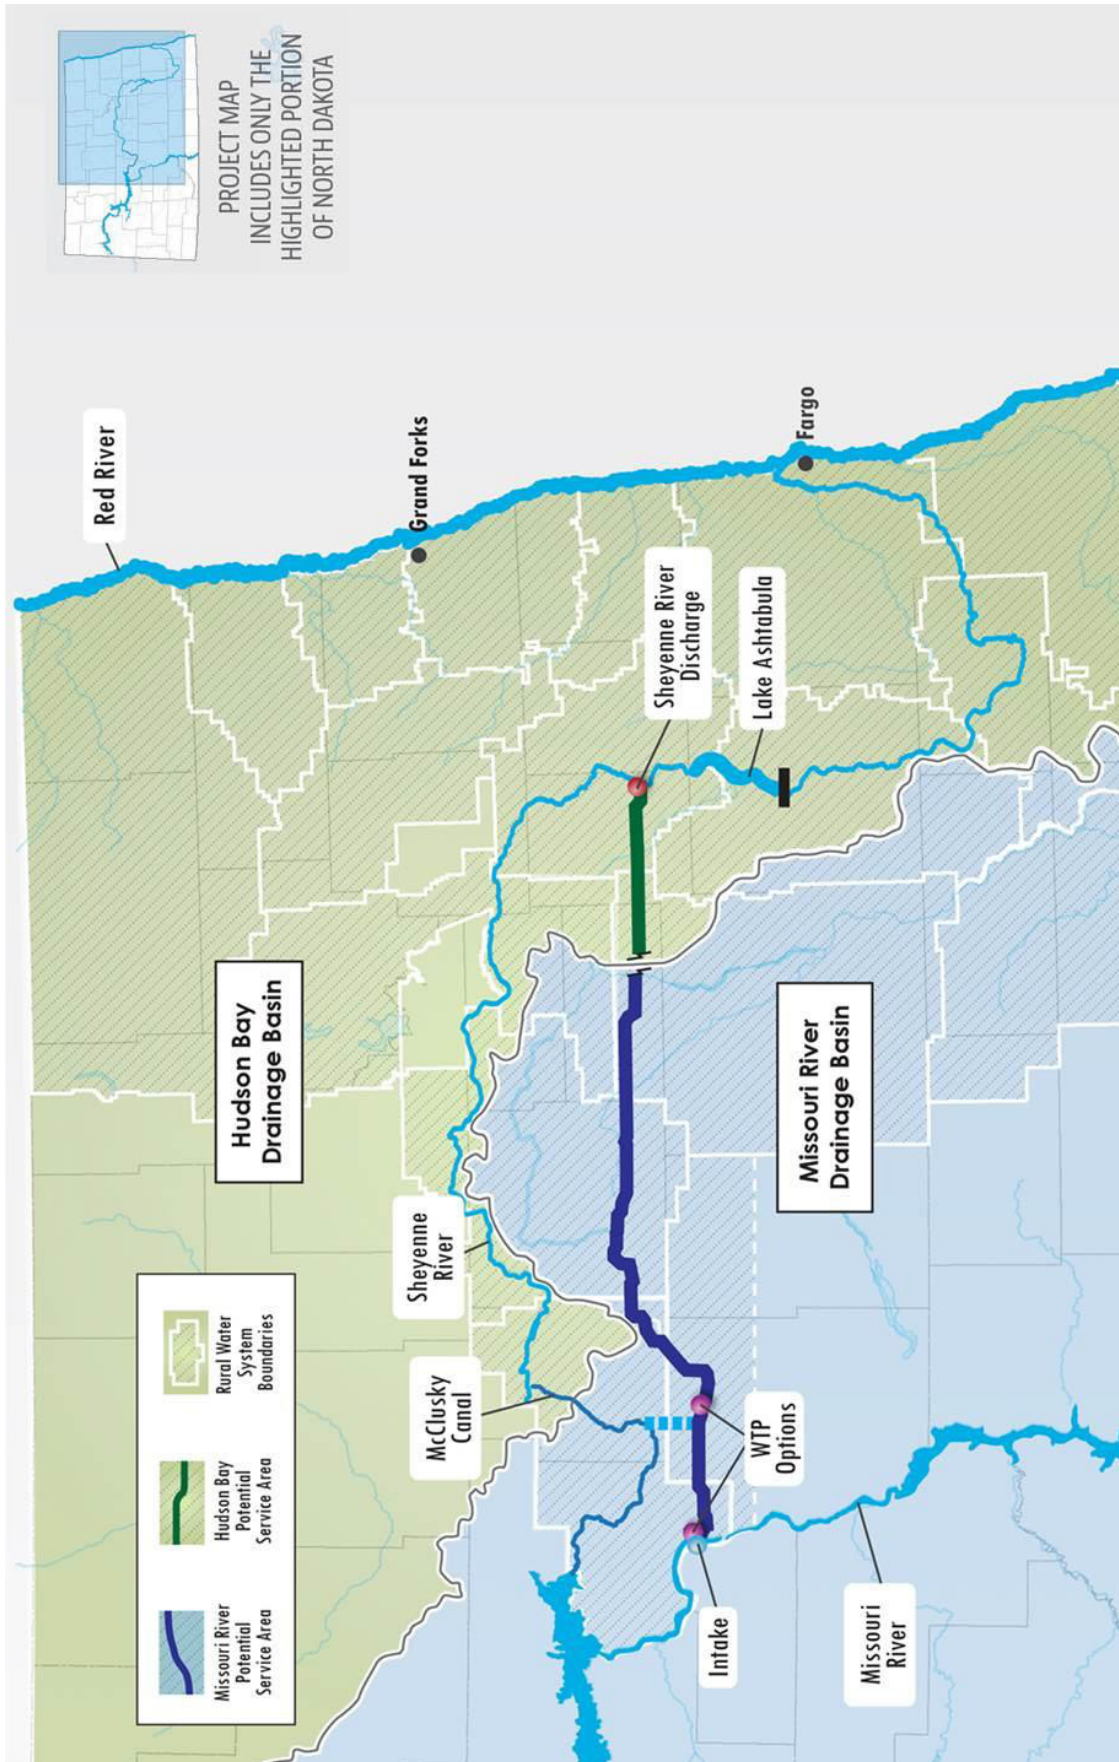 PROJECT MAP
INCLUDES ONLY THE
HIGHLIGHTED PORTION
OF NORTH DAKOTA
Missouri River
Potential
Service Area
Hudson Bay
Potential
Service Area
Rural Water
System
Boundaries
Hudson Bay
Drainage Basin
Red River
Grand Forks
Sheyenne
River
McClusky
Canal
Sheyenne River
Discharge
Lake Ashtabula
Fargo
WTP
Options
Intake
Missouri River
Drainage Basin
Missouri
River